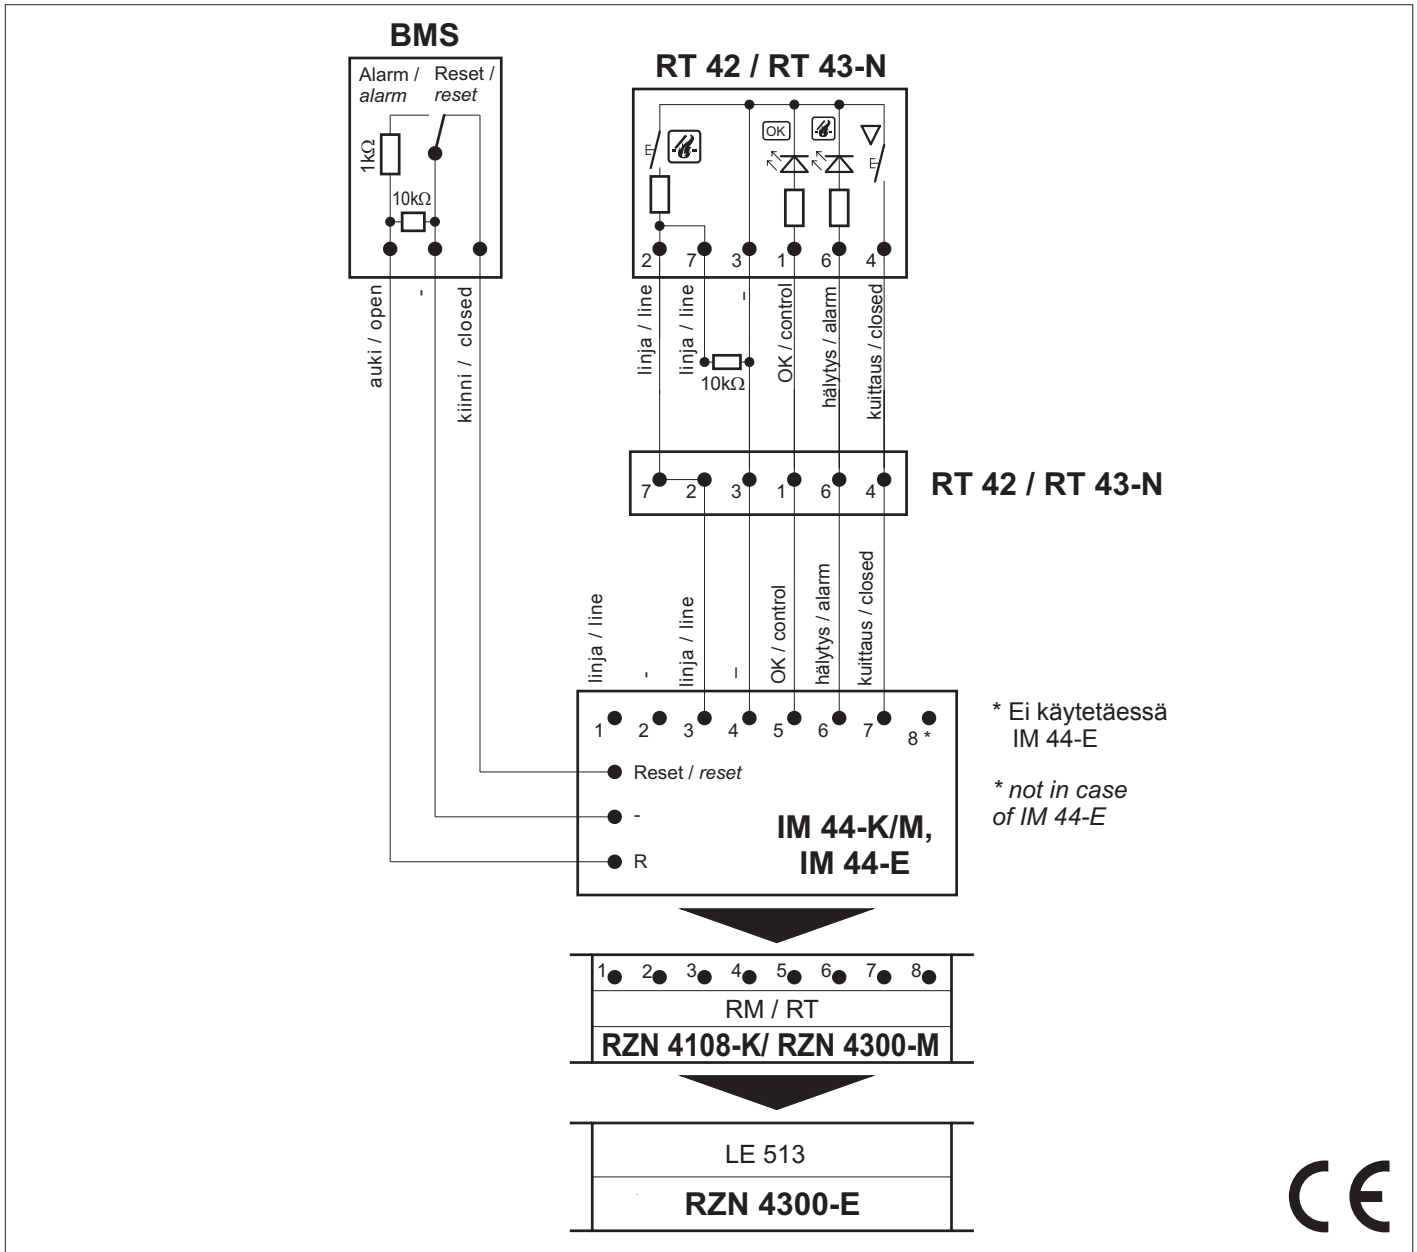 BMS
Alarm / Reset /
alarm reset
1kΩ
10kΩ
auki / open
-
kiinni / closed
RT 42 / RT 43-N
OK
2 7 3 1 6 4
linja / line
linja / line
–
OK / control
hälytys / alarm
kuittaus / closed
10kΩ
7 2 3 1 6 4
RT 42 / RT 43-N
linja / line
-
linja / line
–
OK / control
hälytys / alarm
kuittaus / closed
1 2 3 4 5 6 7 8 *
Reset / reset
-
R
IM 44-K/M,
IM 44-E
* Ei käytetäessä
IM 44-E
* not in case
of IM 44-E
1 2 3 4 5 6 7 8
RM / RT
RZN 4108-K/ RZN 4300-M
LE 513
RZN 4300-E
CE